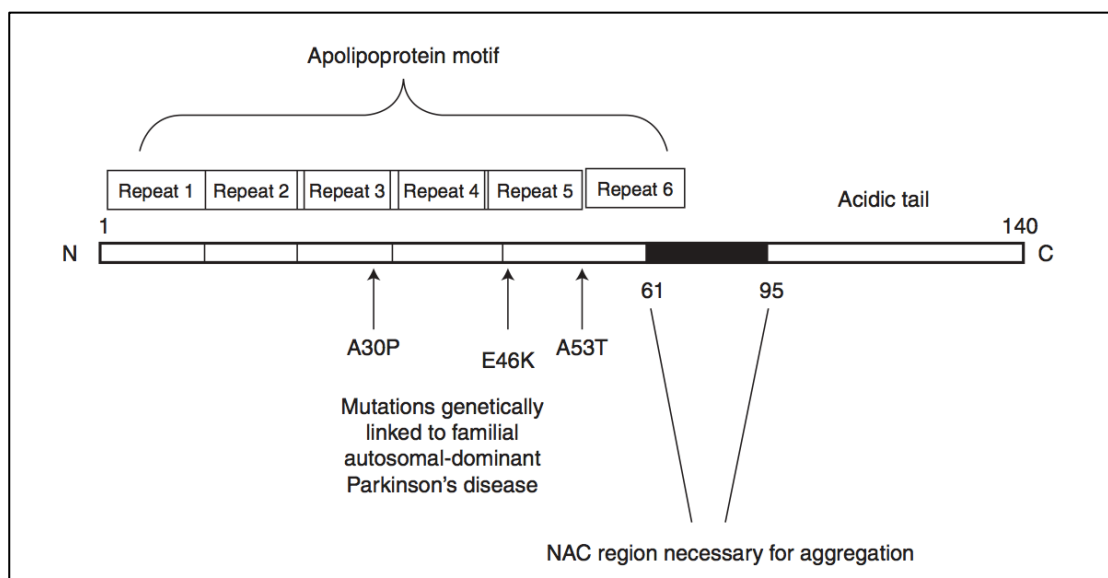 Apolipoprotein motif
Repeat 1 Repeat 2 Repeat 3 Repeat 4 Repeat 5 Repeat 6
Acidic tail
1 140
N C
61 95
A30P E46K A53T
Mutations genetically
linked to familial
autosomal-dominant
Parkinson's disease
NAC region necessary for aggregation